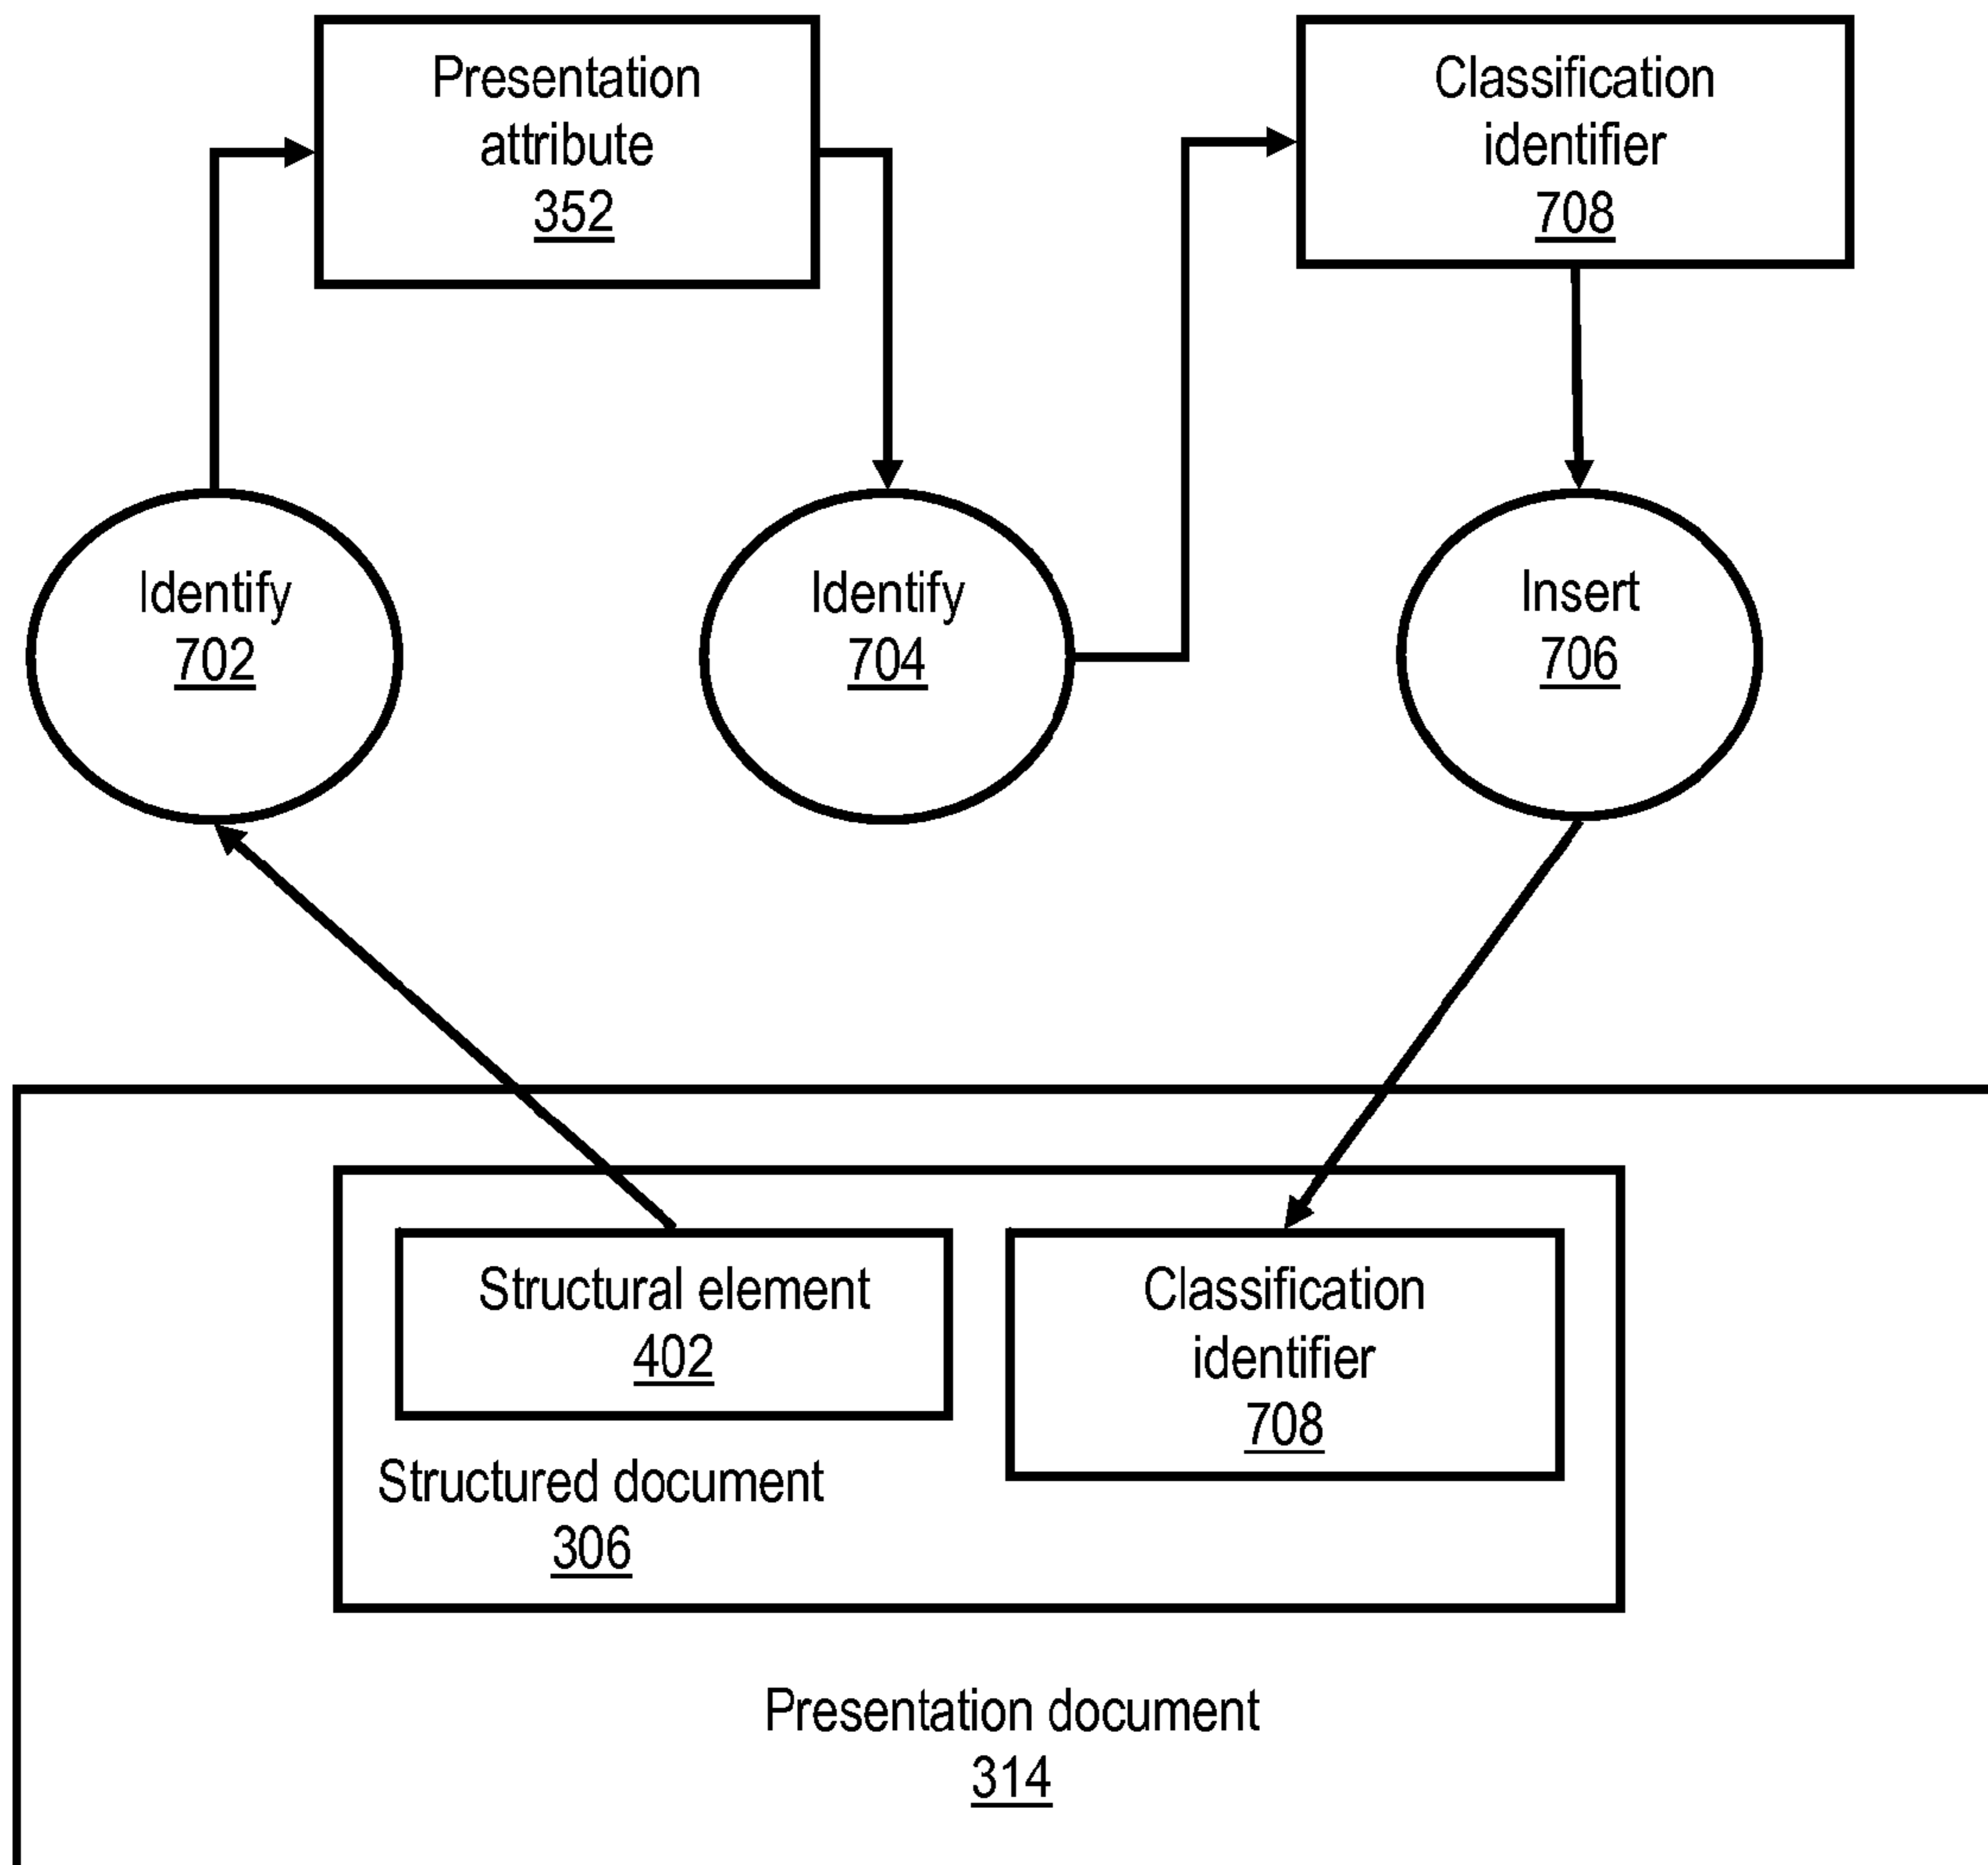 Presentation
attribute
352
Classification
identifier
708
Identify
702
Identify
704
Insert
706
Structural element
402
Classification
identifier
708
Structured document
306
Presentation document
314